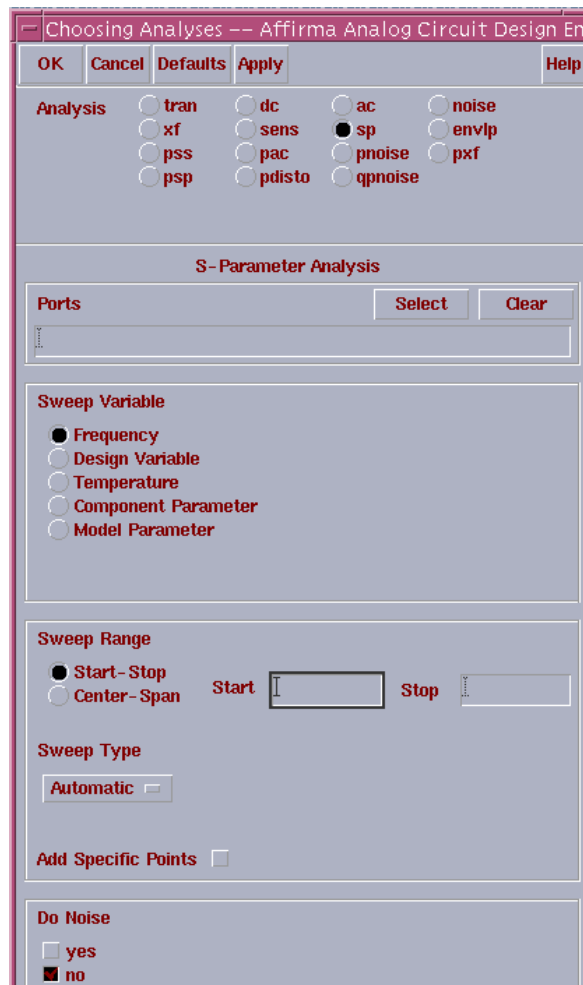 Choosing Analyses -- Affirma Analog Circuit Design En
OK Cancel Defaults Apply Help
Analysis tran dc ac noise
xf sens sp envlp
pss pac pnoise pxf
psp pdisto qpnoise
S-Parameter Analysis
Ports Select Clear
Sweep Variable
Frequency
Design Variable
Temperature
Component Parameter
Model Parameter
Sweep Range
Start-Stop
Center-Span Start Stop
Sweep Type
Automatic
Add Specific Points
Do Noise
yes
no